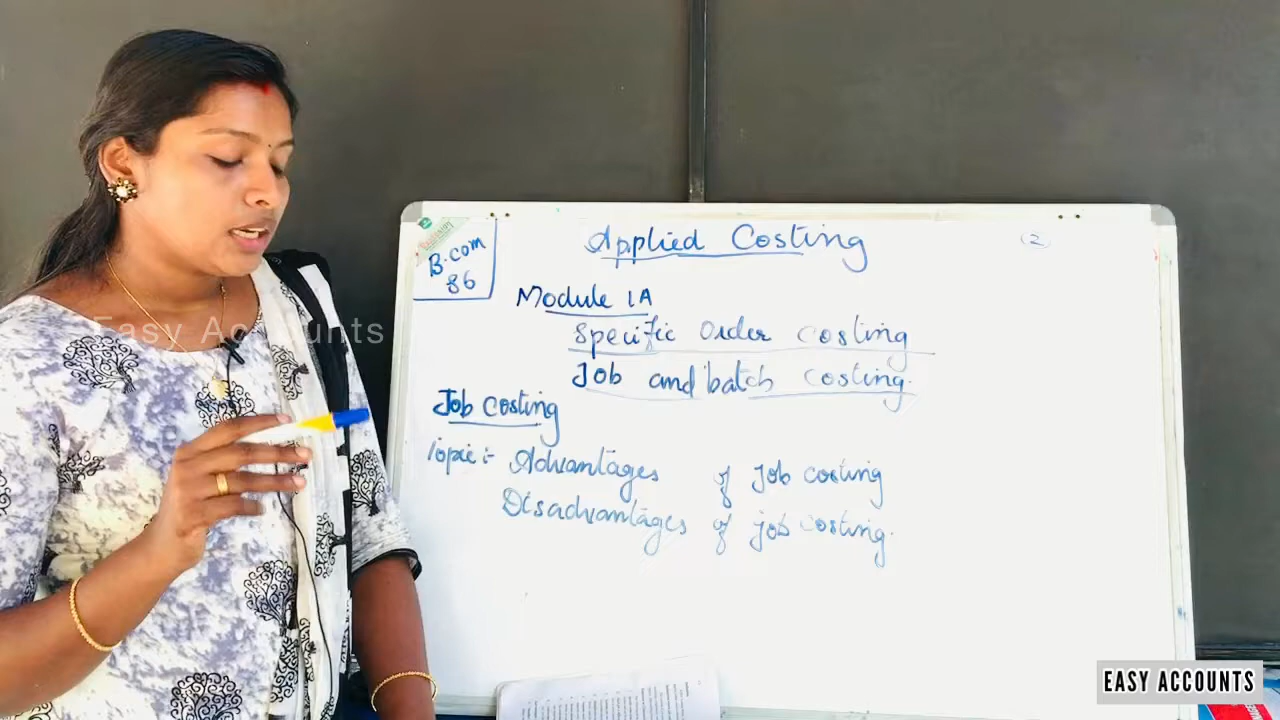 B.com
86
Applied Costing
2
Module 1A
Specific Order Costing
Job and batch costing.
Job costing
Topic:- Advantages of Job costing
Disadvantages of job costing.
Easy Accounts
EASY ACCOUNTS